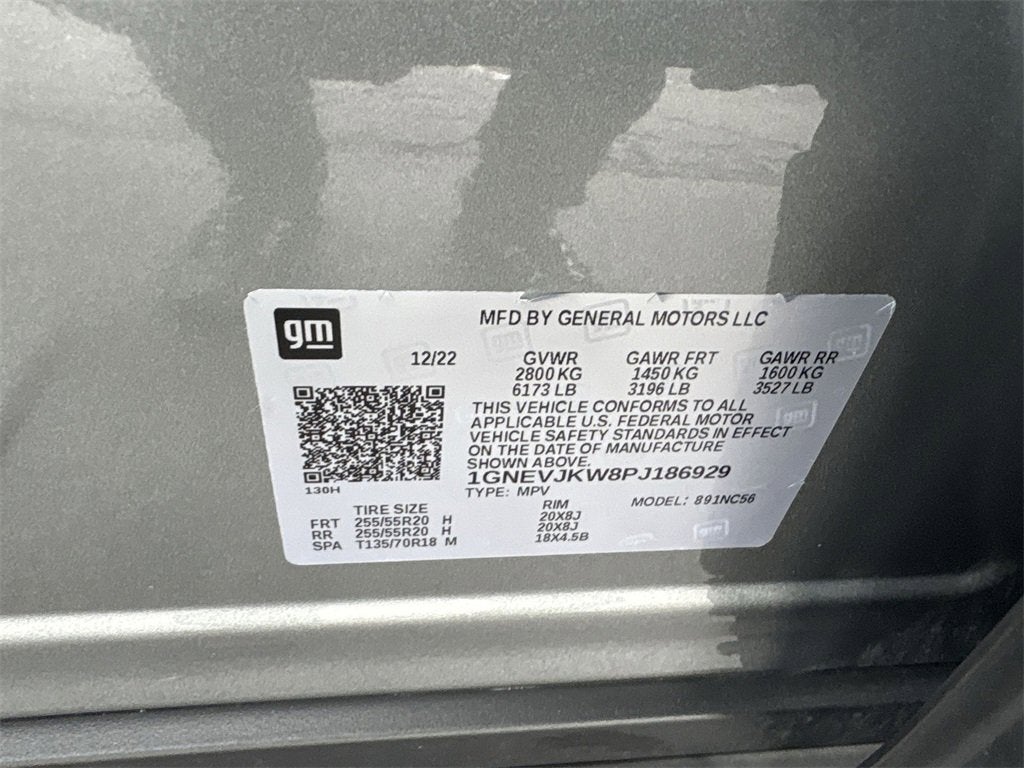 gm
MFD BY GENERAL MOTORS LLC
12/22 GVWR GAWR FRT GAWR RR
2800 KG 1450 KG 1600 KG
6173 LB 3196 LB 3527 LB
THIS VEHICLE CONFORMS TO ALL
APPLICABLE U.S. FEDERAL MOTOR
VEHICLE SAFETY STANDARDS IN EFFECT
ON THE DATE OF MANUFACTURE
SHOWN ABOVE.
1GNEVJKW8PJ186929
130H
TYPE: MPV MODEL: 891NC56
TIRE SIZE RIM
FRT 255/55R20 H 20X8J
RR 255/55R20 H 20X8J
SPA T135/70R18 M 18X4.5B